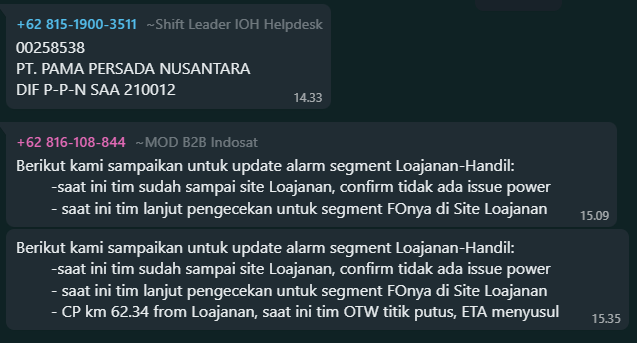 +62 815-1900-3511 ~Shift Leader IOH Helpdesk
00258538
PT. PAMA PERSADA NUSANTARA
DIF P-P-N SAA 210012
14.33
+62 816-108-844 ~MOD B2B Indosat
Berikut kami sampaikan untuk update alarm segment Loajanan-Handil:
-saat ini tim sudah sampai site Loajanan, confirm tidak ada issue power
- saat ini tim lanjut pengecekan untuk segment FOnya di Site Loajanan
15.09
Berikut kami sampaikan untuk update alarm segment Loajanan-Handil:
-saat ini tim sudah sampai site Loajanan, confirm tidak ada issue power
- saat ini tim lanjut pengecekan untuk segment FOnya di Site Loajanan
- CP km 62.34 from Loajanan, saat ini tim OTW titik putus, ETA menyusul
15.35